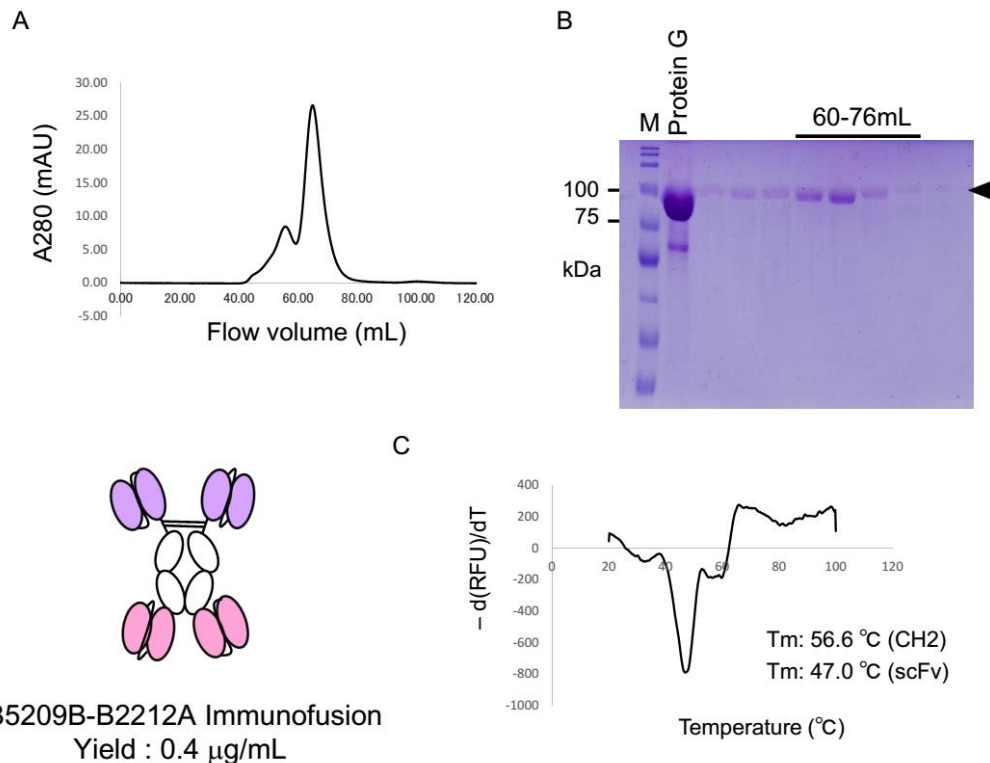 A
30.00
25.00
20.00
15.00
10.00
5.00
0.00
-5.00
0.00 20.00 40.00 60.00 80.00 100.00 120.00
A280 (mAU)
Flow volume (mL)
B
M
Protein G
60-76mL
100
75
kDa
B5209B-B2212A Immunofusion
Yield : 0.4 μg/mL
C
400
200
0
-200
-400
-600
-800
-1000
0 20 40 60 80 100 120
– d(RFU)/dT
Tm: 56.6 °C (CH2)
Tm: 47.0 °C (scFv)
Temperature (°C)